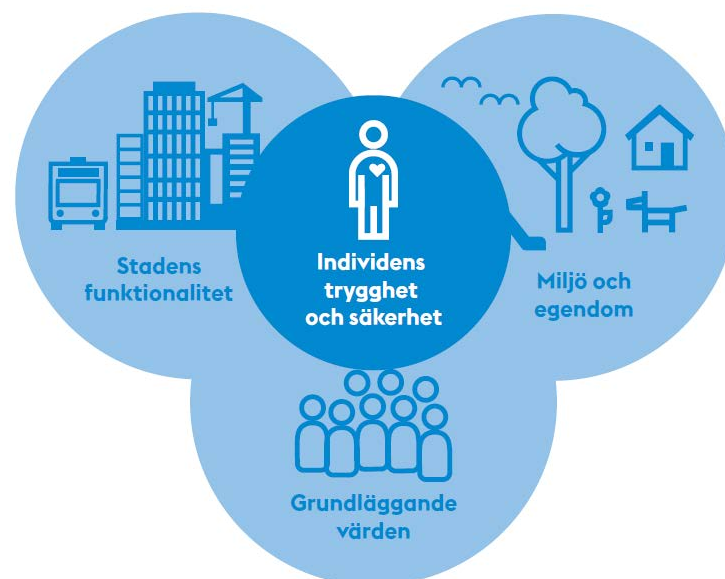 Stadens
funktionalitet
Individens
trygghet
och säkerhet
Miljö och
egendom
Grundläggande
värden